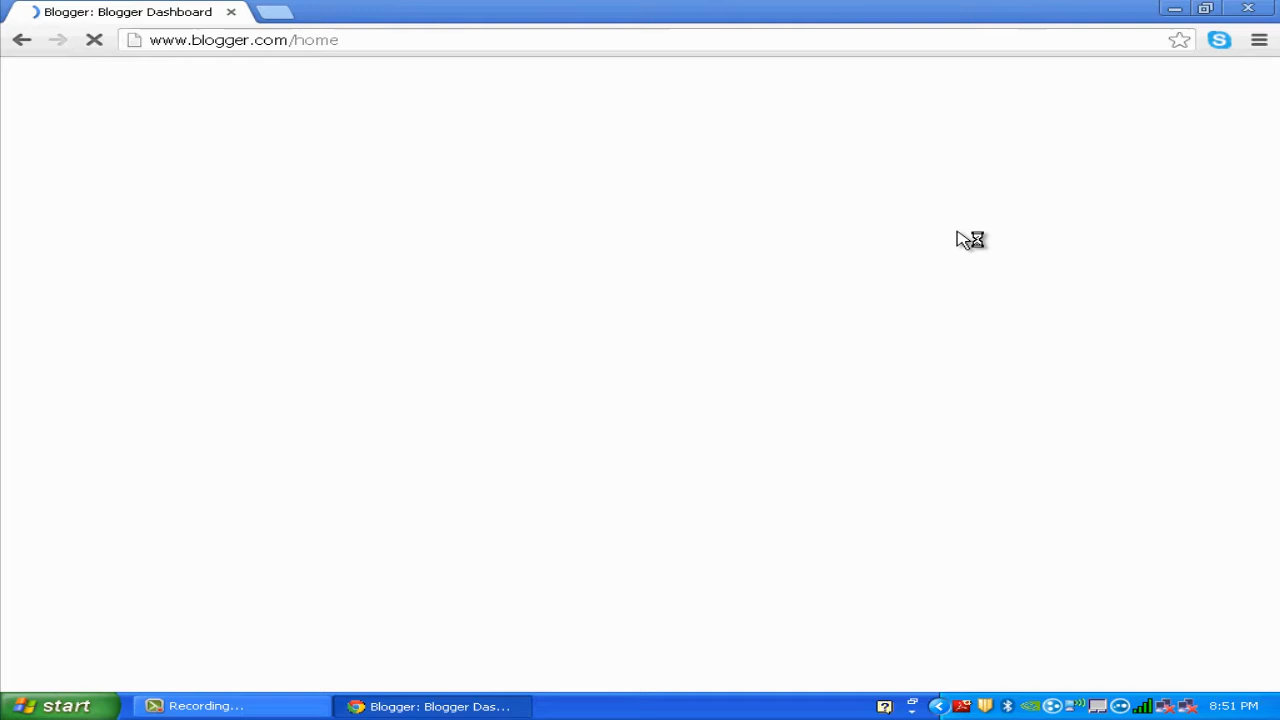 Blogger: Blogger Dashboard
www.blogger.com/home
start
Recording...
Blogger: Blogger Das...
8:51 PM